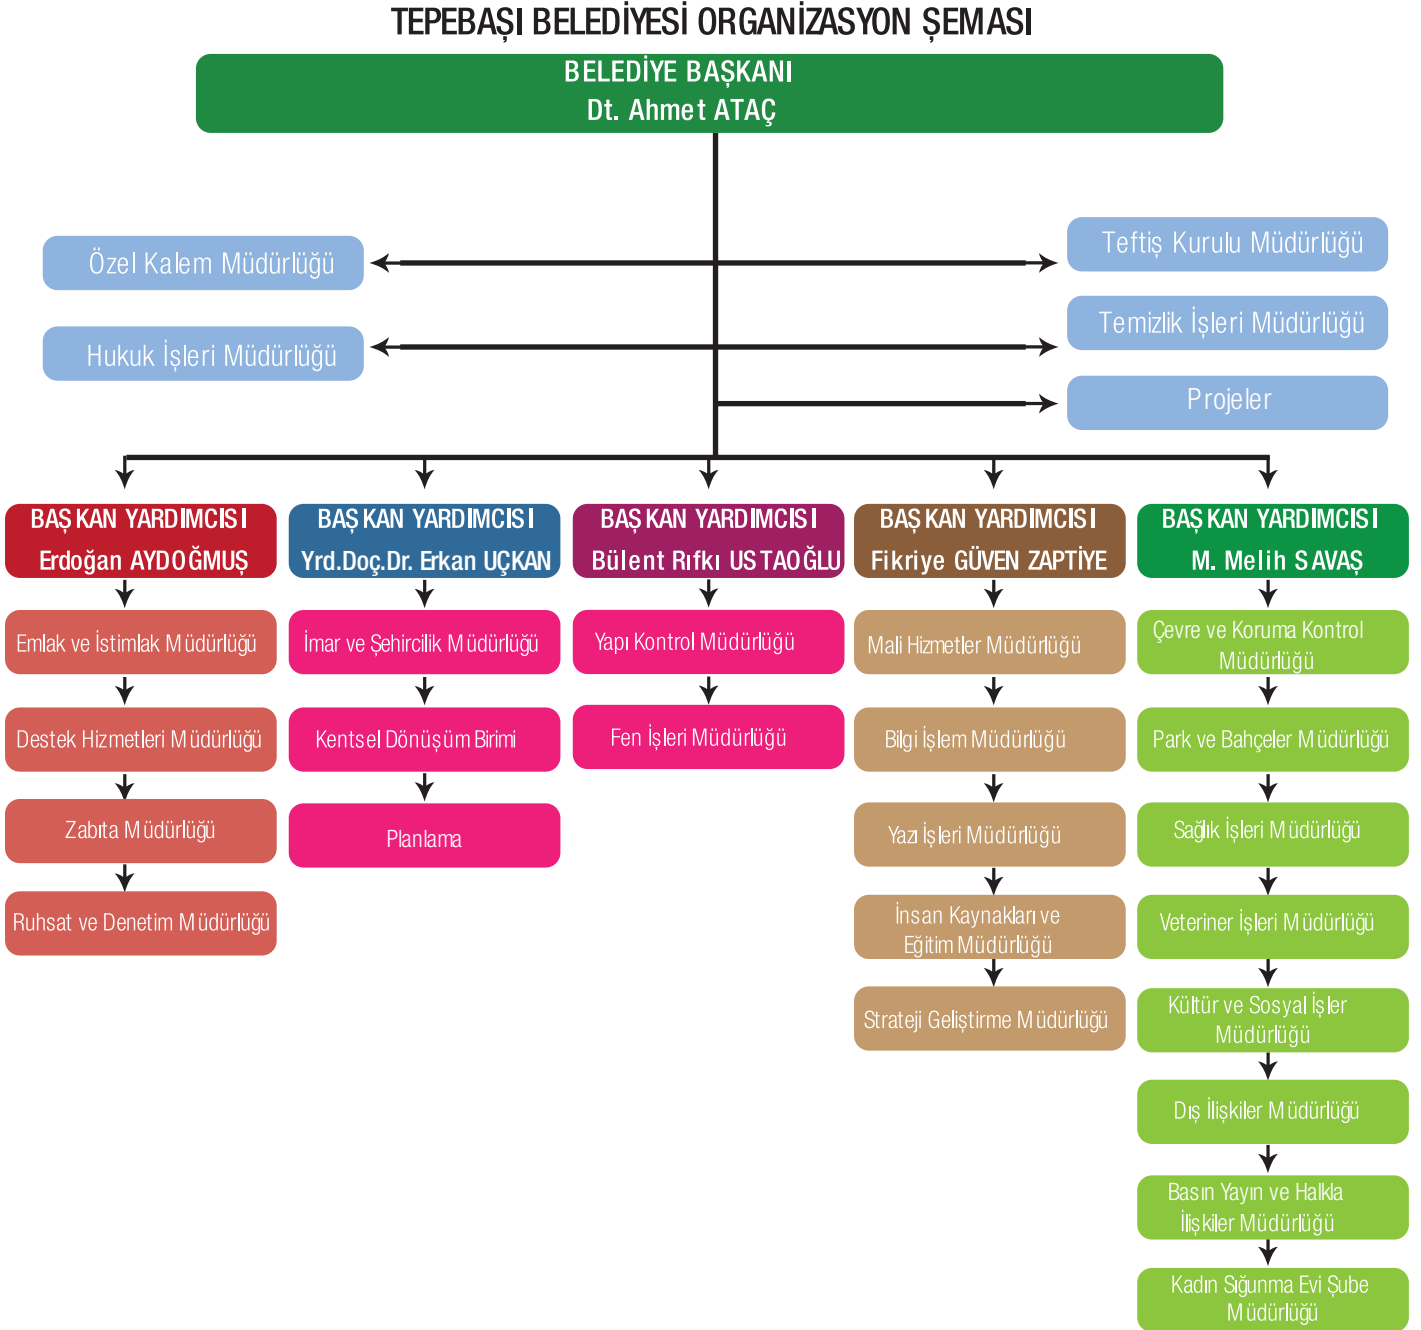 TEPEBAŞI BELEDİYESİ ORGANİZASYON ŞEMASI
BELEDİYE BAŞKANI
Dt. Ahmet ATAÇ
Özel Kalem Müdürlüğü
Hukuk İşleri Müdürlüğü
Teftiş Kurulu Müdürlüğü
Temizlik İşleri Müdürlüğü
Projeler
BAŞKAN YARDIMCISI
Erdoğan AYDOĞMUŞ
Emlak ve İstimlak Müdürlüğü
Destek Hizmetleri Müdürlüğü
Zabıta Müdürlüğü
Ruhsat ve Denetim Müdürlüğü
BAŞKAN YARDIMCISI
Yrd.Doç.Dr. Erkan UÇKAN
İmar ve Şehircilik Müdürlüğü
Kentsel Dönüşüm Birimi
Planlama
BAŞKAN YARDIMCISI
Bülent Rıfkı USTAOĞLU
Yapı Kontrol Müdürlüğü
Fen İşleri Müdürlüğü
BAŞKAN YARDIMCISI
Fikriye GÜVEN ZAPTİYE
Mali Hizmetler Müdürlüğü
Bilgi İşlem Müdürlüğü
Yazı İşleri Müdürlüğü
İnsan Kaynakları ve
Eğitim Müdürlüğü
Strateji Geliştirme Müdürlüğü
BAŞKAN YARDIMCISI
M. Melih SAVAŞ
Çevre ve Koruma Kontrol
Müdürlüğü
Park ve Bahçeler Müdürlüğü
Sağlık İşleri Müdürlüğü
Veteriner İşleri Müdürlüğü
Kültür ve Sosyal İşler
Müdürlüğü
Dış İlişkiler Müdürlüğü
Basın Yayın ve Halkla
İlişkiler Müdürlüğü
Kadın Sığunma Evi Şube
Müdürlüğü